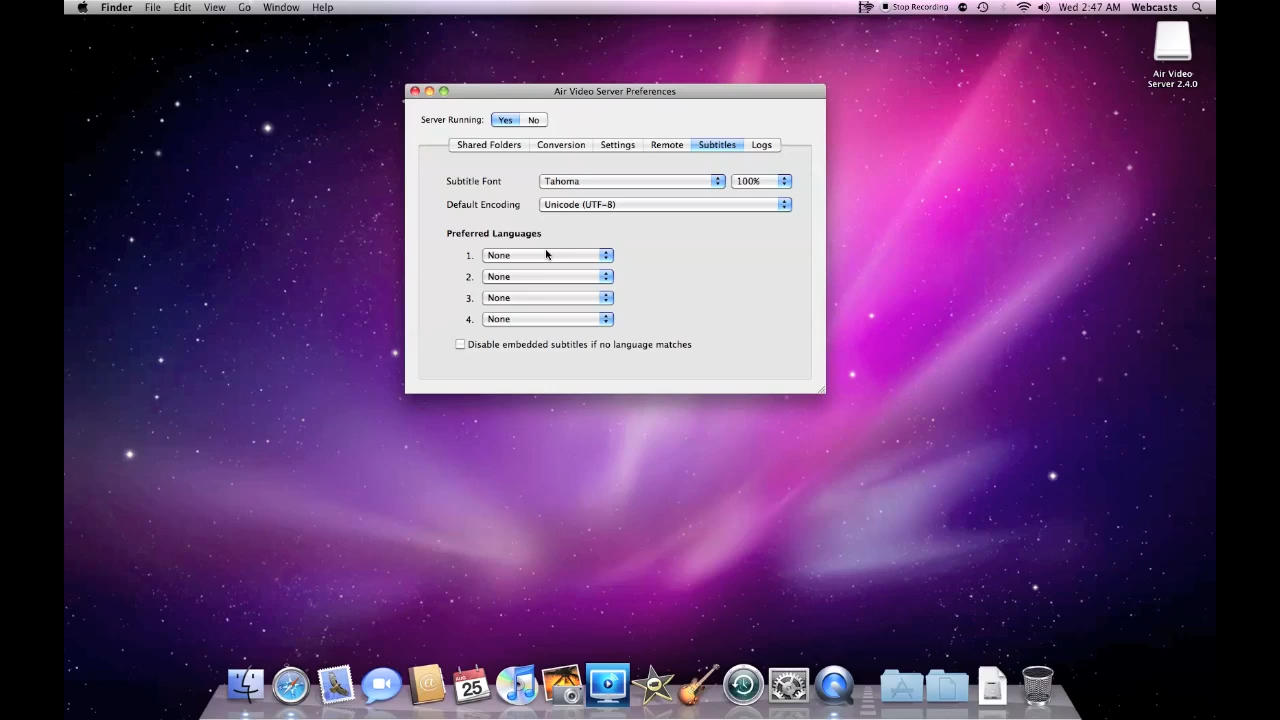 Finder File Edit View Go Window Help Stop Recording Wed 2:47 AM Webcasts
Air Video
Server 2.4.0
Air Video Server Preferences
Server Running: Yes No
Shared Folders Conversion Settings Remote Subtitles Logs
Subtitle Font Tahoma 100%
Default Encoding Unicode (UTF-8)
Preferred Languages
1. None
2. None
3. None
4. None
Disable embedded subtitles if no language matches
25